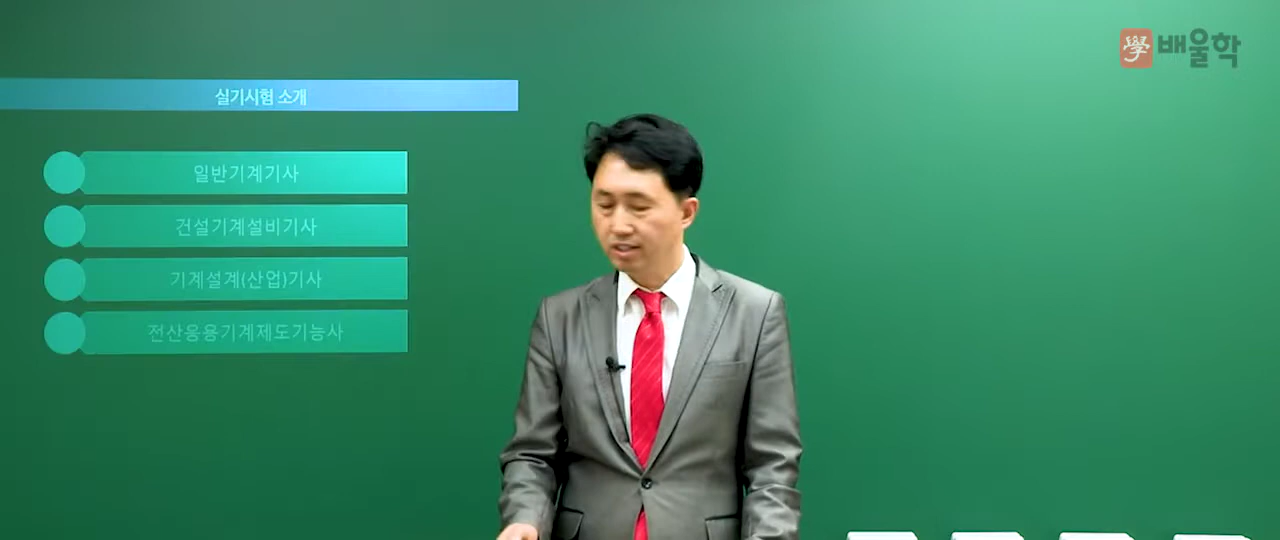 學 배울학
실기시험 소개
일반기계기사
건설기계설비기사
기계설계(산업)기사
전산응용기계제도기능사